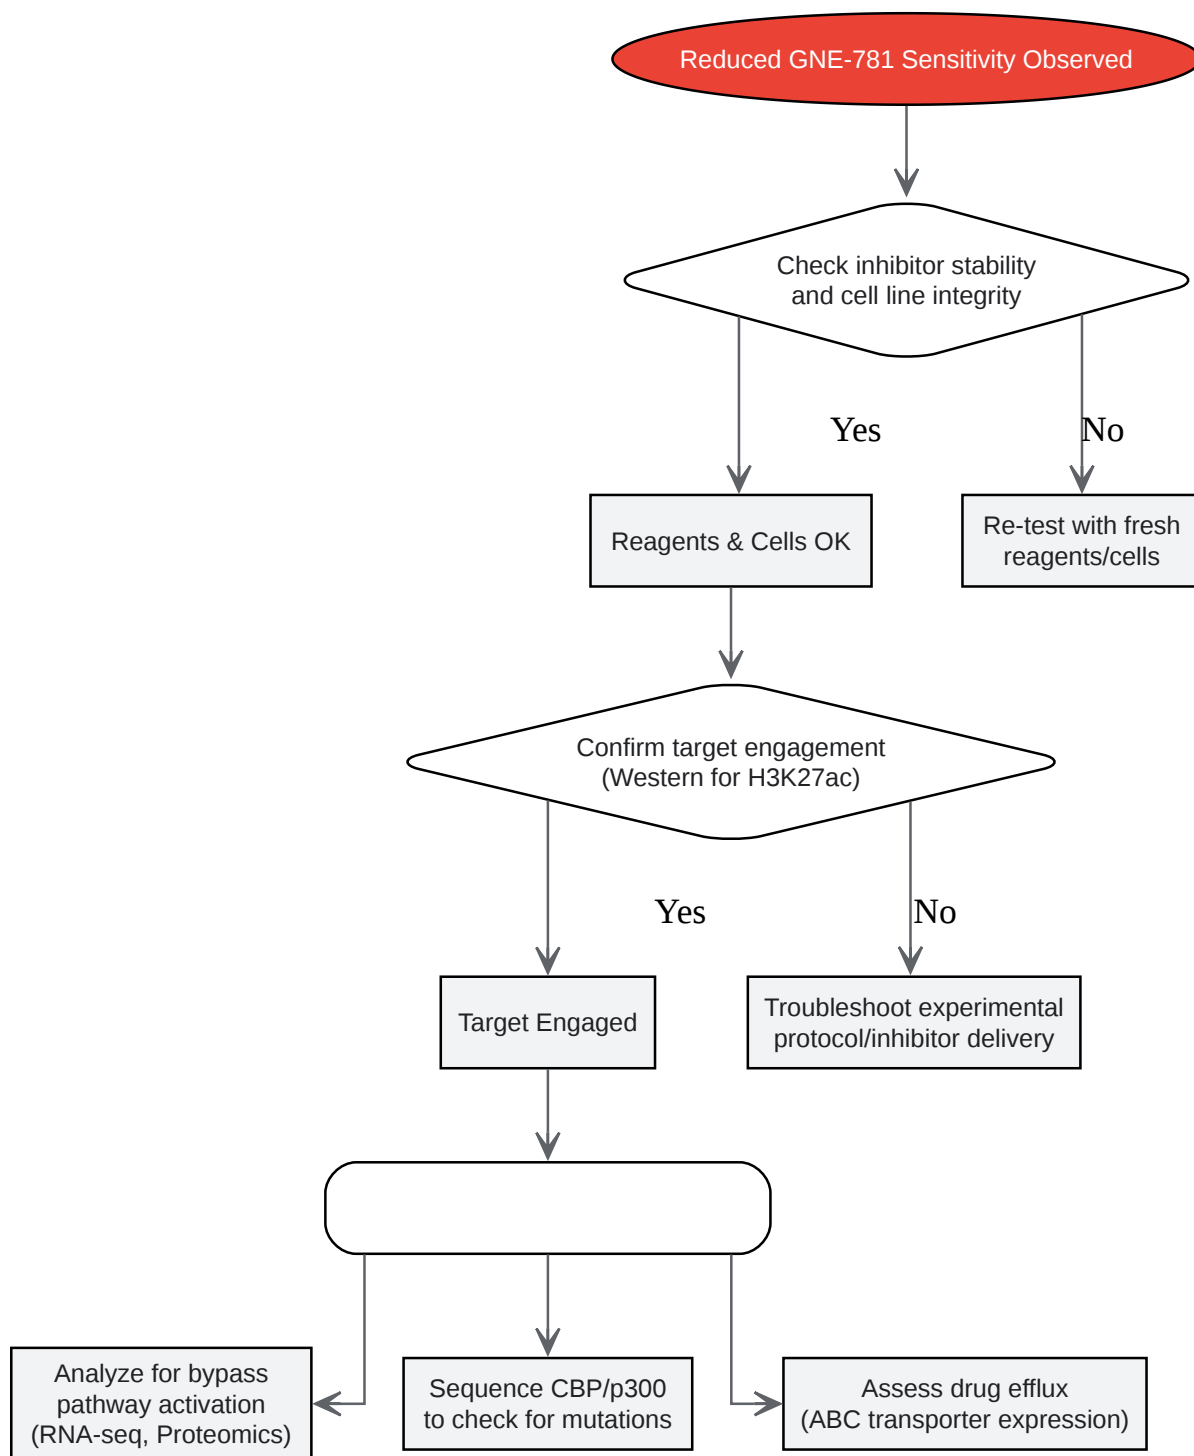 Reduced GNE-781 Sensitivity Observed
Check inhibitor stability
and cell line integrity
Yes
No
Reagents & Cells OK
Re-test with fresh
reagents/cells
Confirm target engagement
(Western for H3K27ac)
Yes
No
Target Engaged
Troubleshoot experimental
protocol/inhibitor delivery
Analyze for bypass
pathway activation
(RNA-seq, Proteomics)
Sequence CBP/p300
to check for mutations
Assess drug efflux
(ABC transporter expression)